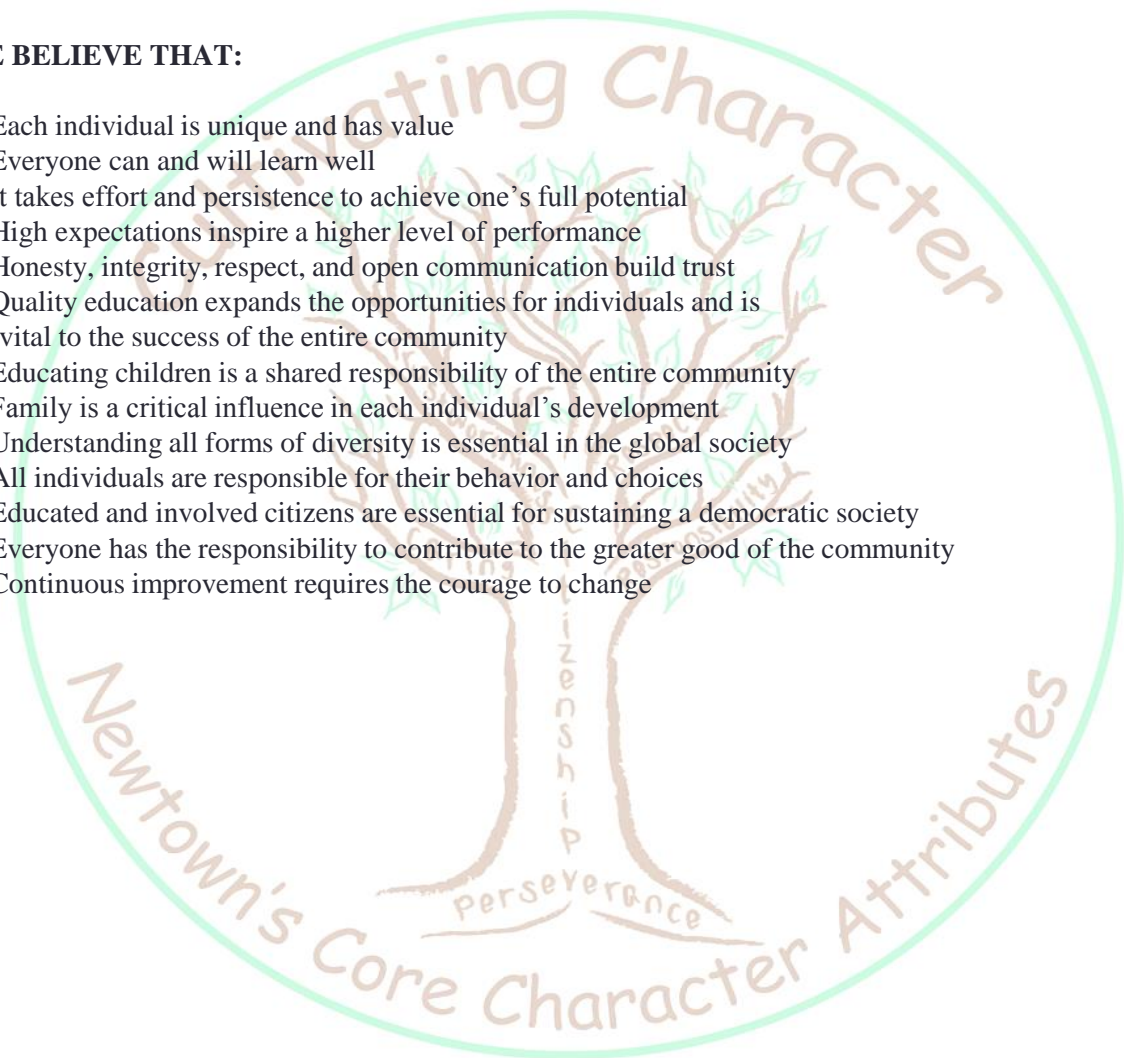 E BELIEVE THAT:
Each individual is unique and has value
Everyone can and will learn well
t takes effort and persistence to achieve one’s full potential
High expectations inspire a higher level of performance
Honesty, integrity, respect, and open communication build trust
Quality education expands the opportunities for individuals and is
vital to the success of the entire community
Educating children is a shared responsibility of the entire community
Family is a critical influence in each individual’s development
Understanding all forms of diversity is essential in the global society
All individuals are responsible for their behavior and choices
Educated and involved citizens are essential for sustaining a democratic society
Everyone has the responsibility to contribute to the greater good of the community
Continuous improvement requires the courage to change
Cultivating Character
Caring
Responsibility
Citizenship
Perseverance
Newtown's Core Character Attributes